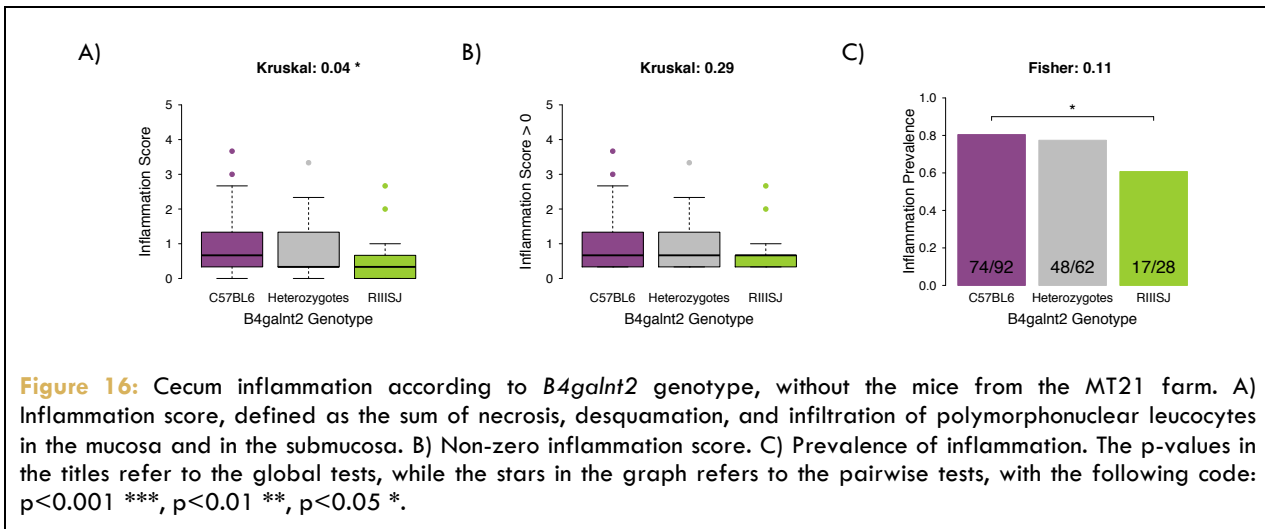 A)
Kruskal: 0.04 *
Inflammation Score
5
4
3
2
1
0
C57BL6 Heterozygotes RIIISJ
B4galnt2 Genotype
B)
Kruskal: 0.29
Inflammation Score > 0
5
4
3
2
1
0
C57BL6 Heterozygotes RIIISJ
B4galnt2 Genotype
C)
Fisher: 0.11
Inflammation Prevalence
1.0
0.8
0.6
0.4
0.2
0.0
*
74/92 48/62 17/28
C57BL6 Heterozygotes RIIISJ
B4galnt2 Genotype
Figure 16: Cecum inflammation according to B4galnt2 genotype, without the mice from the MT21 farm. A)
Inflammation score, defined as the sum of necrosis, desquamation, and infiltration of polymorphonuclear leucocytes
in the mucosa and in the submucosa. B) Non-zero inflammation score. C) Prevalence of inflammation. The p-values in
the titles refer to the global tests, while the stars in the graph refers to the pairwise tests, with the following code:
p<0.001 ***, p<0.01 **, p<0.05 *.